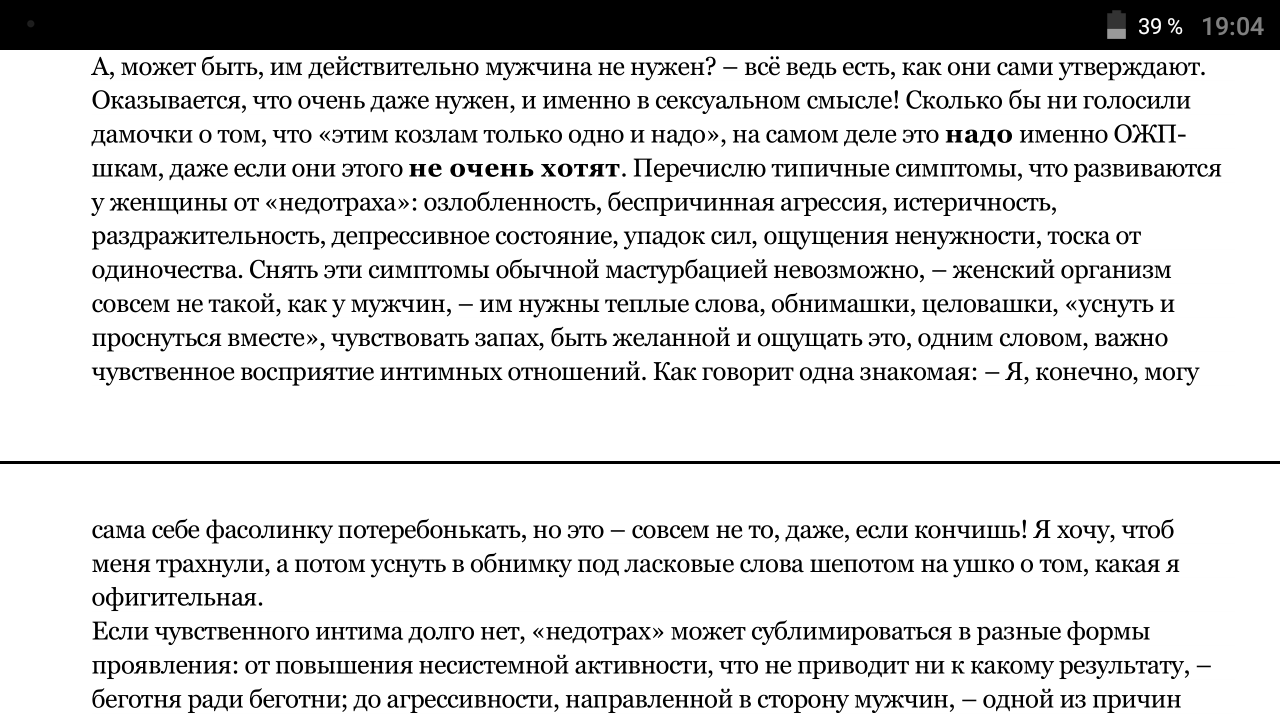 39 % 19:04
А, может быть, им действительно мужчина не нужен? – всё ведь есть, как они сами утверждают.
Оказывается, что очень даже нужен, и именно в сексуальном смысле! Сколько бы ни голосили
дамочки о том, что «этим козлам только одно и надо», на самом деле это надо именно ОЖП-
шкам, даже если они этого не очень хотят. Перечислю типичные симптомы, что развиваются
у женщины от «недотраха»: озлобленность, беспричинная агрессия, истеричность,
раздражительность, депрессивное состояние, упадок сил, ощущения ненужности, тоска от
одиночества. Снять эти симптомы обычной мастурбацией невозможно, – женский организм
совсем не такой, как у мужчин, – им нужны теплые слова, обнимашки, целовашки, «уснуть и
проснуться вместе», чувствовать запах, быть желанной и ощущать это, одним словом, важно
чувственное восприятие интимных отношений. Как говорит одна знакомая: – Я, конечно, могу
сама себе фасолинку потеребонькать, но это – совсем не то, даже, если кончишь! Я хочу, чтоб
меня трахнули, а потом уснуть в обнимку под ласковые слова шепотом на ушко о том, какая я
офигительная.
Если чувственного интима долго нет, «недотрах» может сублимироваться в разные формы
проявления: от повышения несистемной активности, что не приводит ни к какому результату, –
беготня ради беготни; до агрессивности, направленной в сторону мужчин, – одной из причин